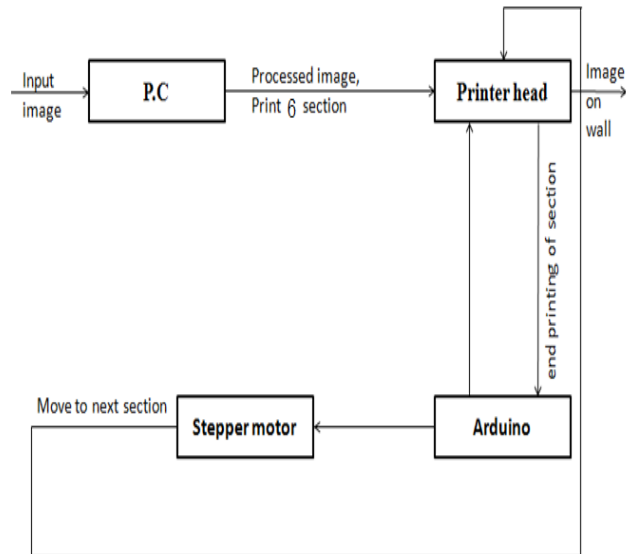 Input
image
P.C
Processed image,
Print 6 section
Printer head
Image
on
wall
end printing of section
Move to next section
Stepper motor
Arduino